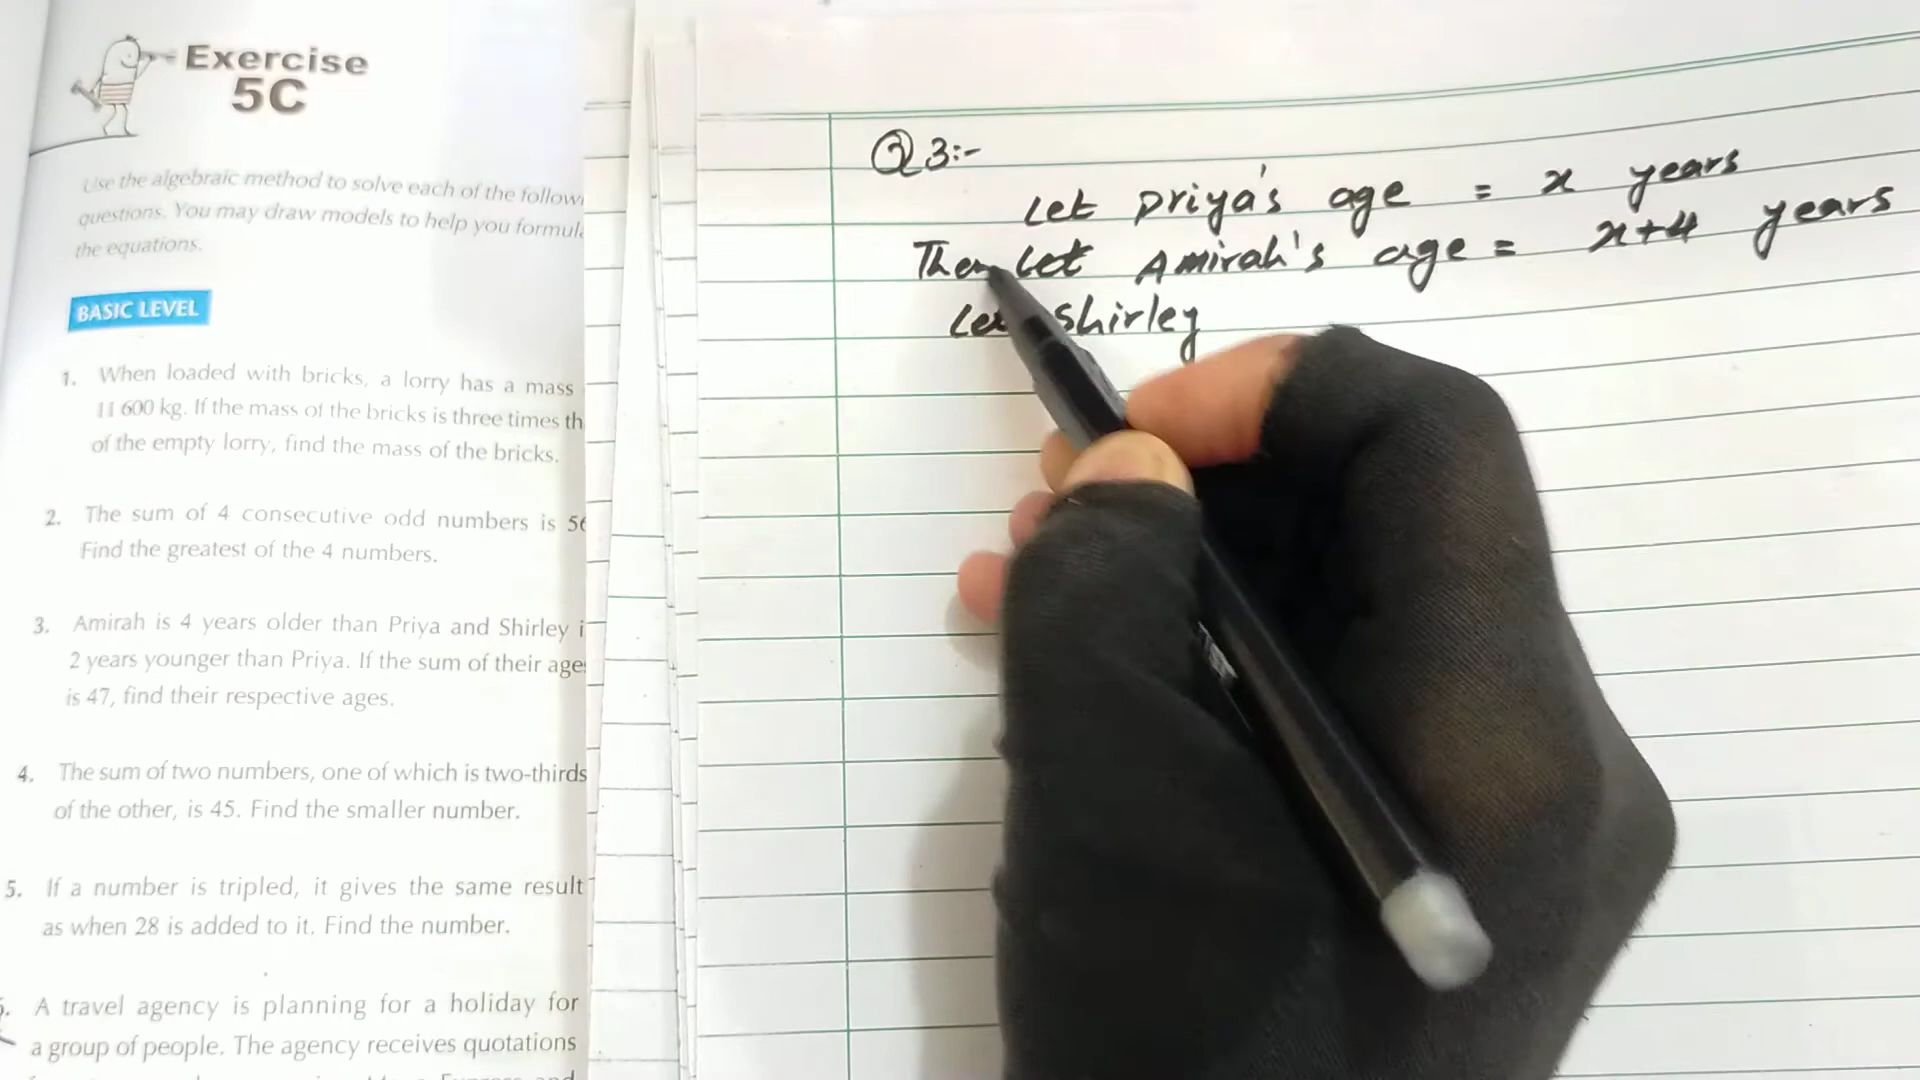 Exercise
5C
Use the algebraic method to solve each of the
questions. You may draw models to help you
the equations.
BASIC LEVEL
1. When loaded with bricks, a lorry has a mass
11 600 kg. If the mass of the bricks is three times
of the empty lorry, find the mass of the bricks.
2. The sum of 4 consecutive odd numbers is
Find the greatest of the 4 numbers.
3. Amirah is 4 years older than Priya and Shirley
2 years younger than Priya. If the sum of their
is 47, find their respective ages.
4. The sum of two numbers, one of which is two-thirds
of the other, is 45. Find the smaller number.
5. If a number is tripled, it gives the same result
as when 28 is added to it. Find the number.
A travel agency is planning for a holiday for
a group of people. The agency receives quotations
Q3:-
Let Priya's age = x years
Then Let Amirah's age = x+4 years
Shirley